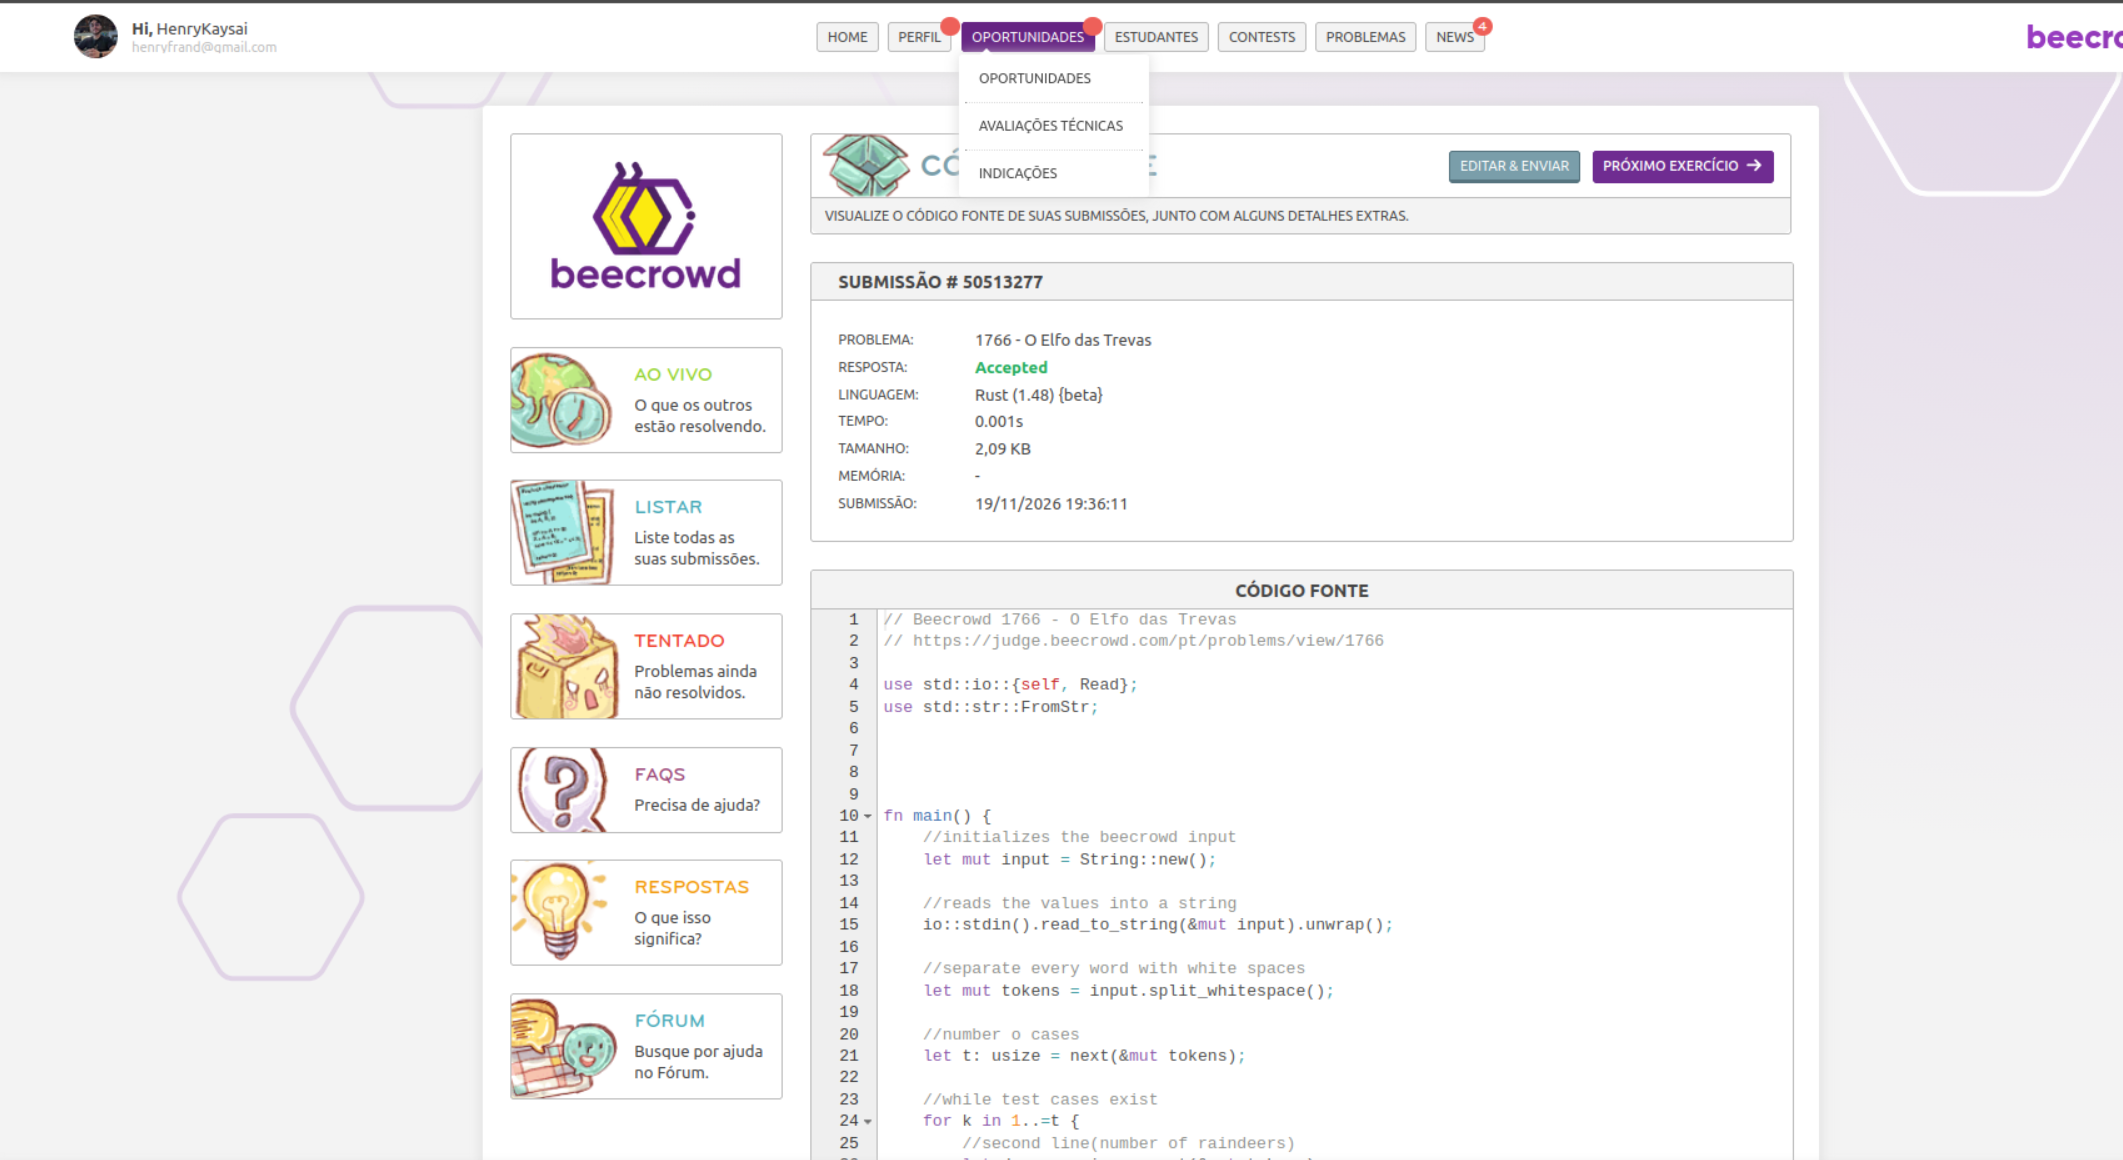 Hi, HenryKaysai
henryfrand@gmail.com
HOME
PERFIL
OPORTUNIDADES
ESTUDANTES
CONTESTS
PROBLEMAS
NEWS
4
OPORTUNIDADES
AVALIAÇÕES TÉCNICAS
INDICAÇÕES
EDITAR & ENVIAR
PRÓXIMO EXERCÍCIO →
VISUALIZE O CÓDIGO FONTE DE SUAS SUBMISSÕES, JUNTO COM ALGUNS DETALHES EXTRAS.
beecrowd
AO VIVO
O que os outros
estão resolvendo.
LISTAR
Liste todas as
suas submissões.
TENTADO
Problemas ainda
não resolvidos.
FAQS
Precisa de ajuda?
RESPOSTAS
O que isso
significa?
FÓRUM
Busque por ajuda
no Fórum.
SUBMISSÃO # 50513277
PROBLEMA: 1766 - O Elfo das Trevas
RESPOSTA: Accepted
LINGUAGEM: Rust (1.48) {beta}
TEMPO: 0.001s
TAMANHO: 2,09 KB
MEMÓRIA: -
SUBMISSÃO: 19/11/2026 19:36:11
CÓDIGO FONTE
1 // Beecrowd 1766 - O Elfo das Trevas
2 // https://judge.beecrowd.com/pt/problems/view/1766
3
4 use std::io::{self, Read};
5 use std::str::FromStr;
6
7
8
9
10 fn main() {
11 //initializes the beecrowd input
12 let mut input = String::new();
13
14 //reads the values into a string
15 io::stdin().read_to_string(&mut input).unwrap();
16
17 //separate every word with white spaces
18 let mut tokens = input.split_whitespace();
19
20 //number o cases
21 let t: usize = next(&mut tokens);
22
23 //while test cases exist
24 for k in 1..=t {
25 //second line(number of raindeers)